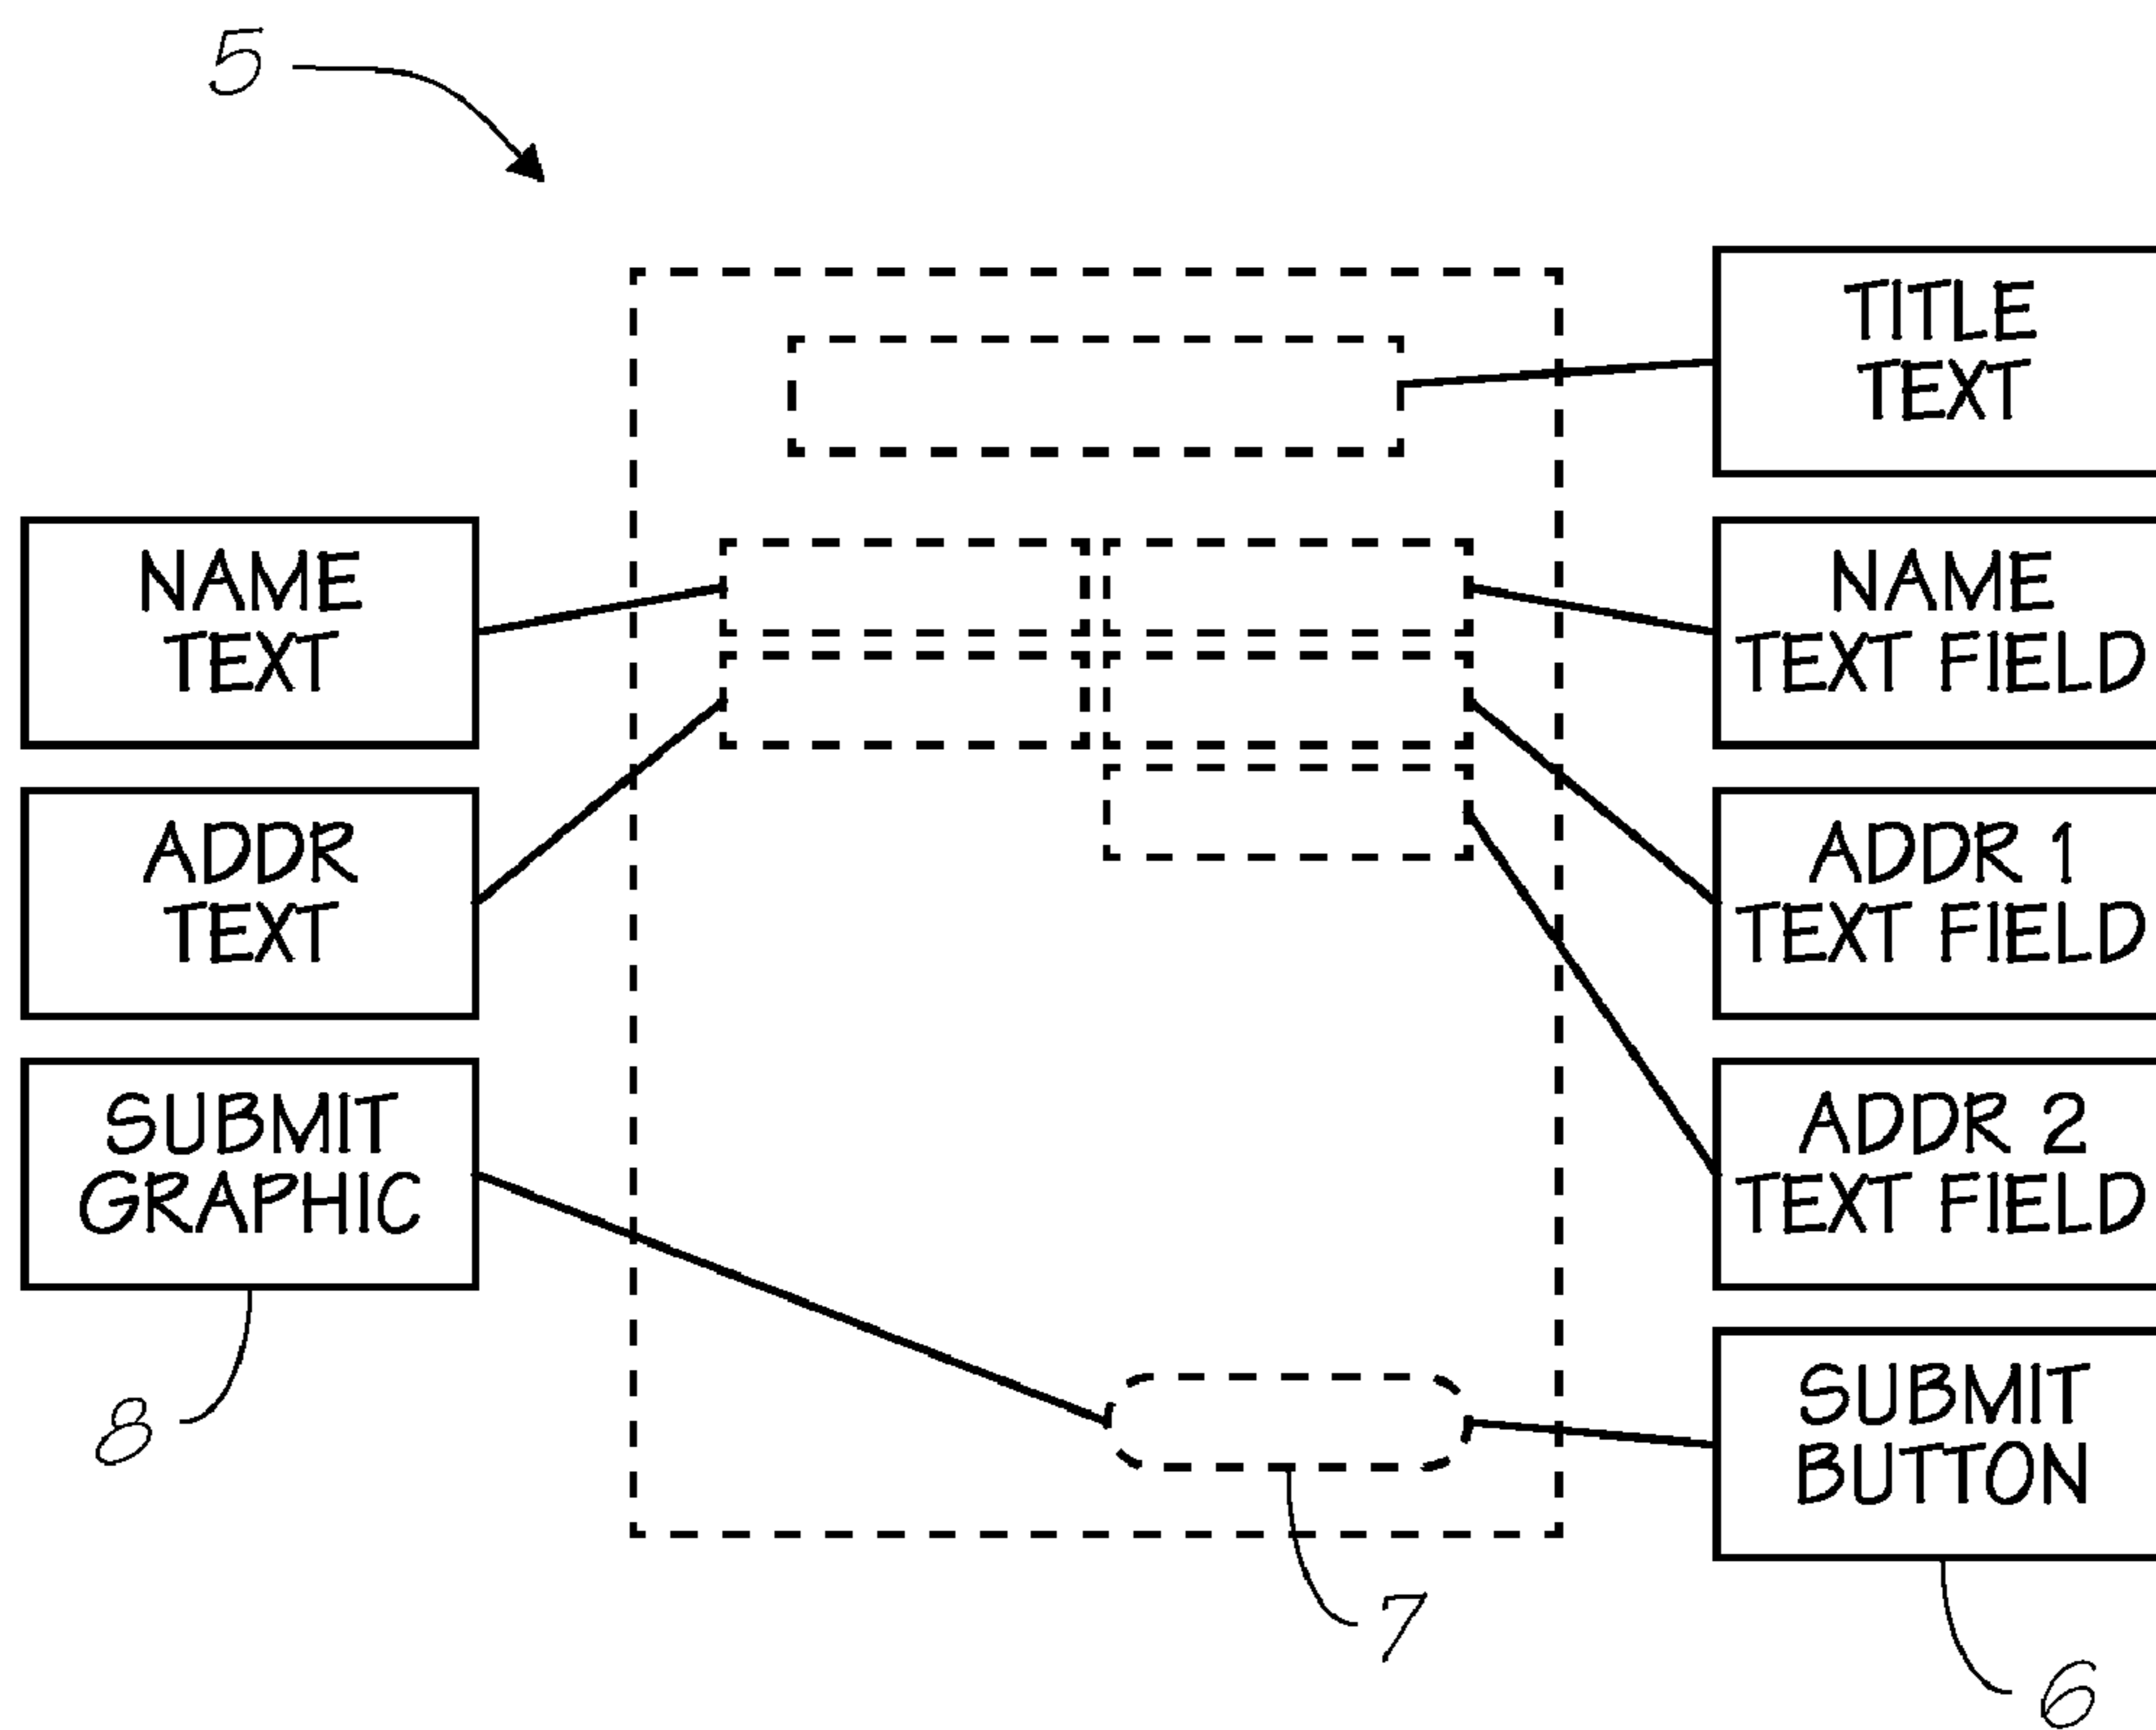 5
TITLE
TEXT
NAME
TEXT
NAME
TEXT FIELD
ADDR
TEXT
ADDR 1
TEXT FIELD
SUBMIT
GRAPHIC
ADDR 2
TEXT FIELD
SUBMIT
BUTTON
8
7
6